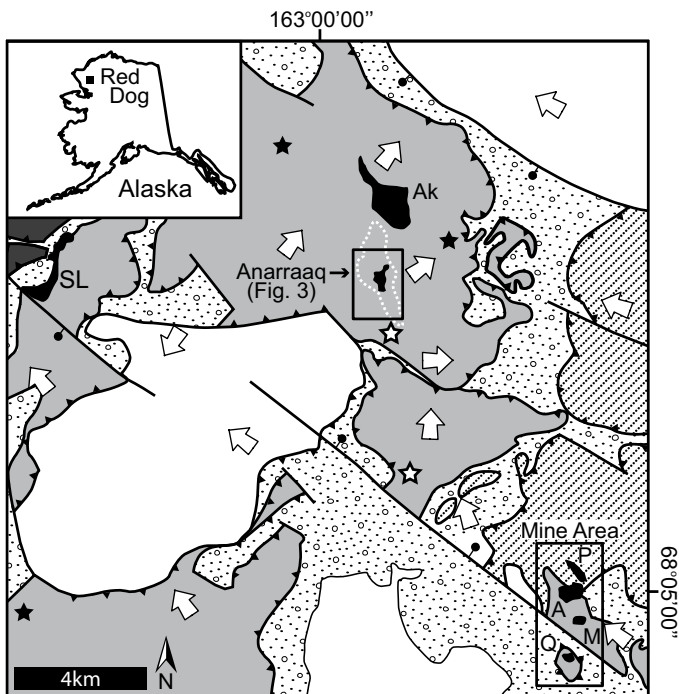 163°00'00"
Red
Dog
Alaska
Ak
SL
Anarraaq
(Fig. 3)
Mine Area
P
A
M
Q
68°05'00"
4km
N